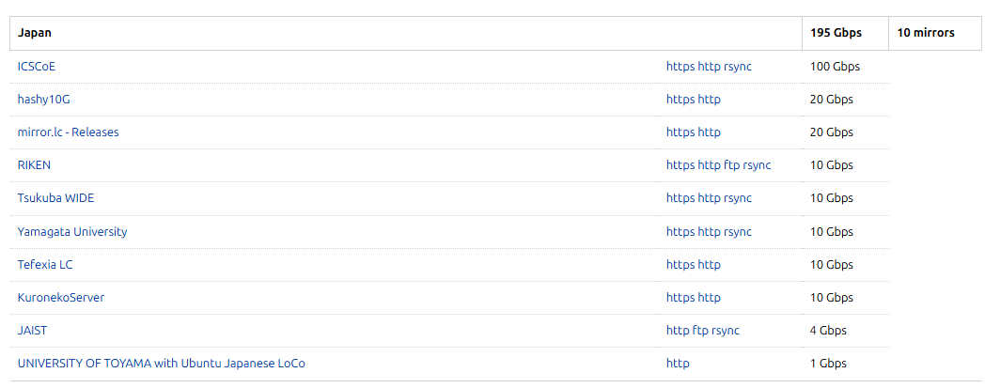 Japan 195 Gbps 10 mirrors
ICSCoE https http rsync 100 Gbps
hashy10G https http 20 Gbps
mirror.lc - Releases https http 20 Gbps
RIKEN https http ftp rsync 10 Gbps
Tsukuba WIDE https http rsync 10 Gbps
Yamagata University https http rsync 10 Gbps
Tefexia LC https http 10 Gbps
KuronekoServer https http 10 Gbps
JAIST http ftp rsync 4 Gbps
UNIVERSITY OF TOYAMA with Ubuntu Japanese LoCo http 1 Gbps